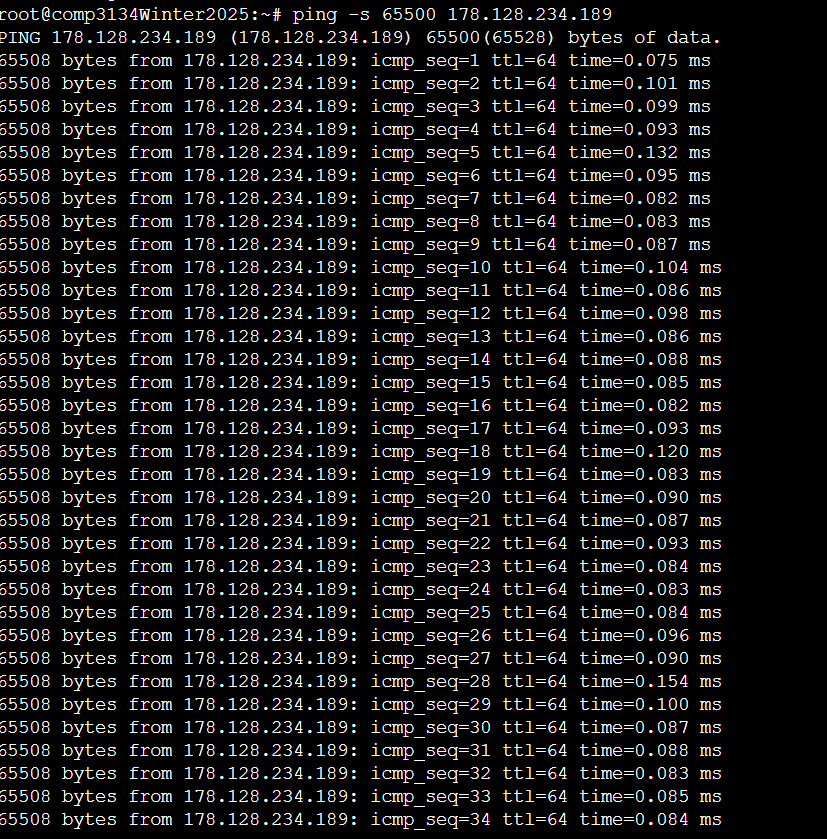 root@comp3134Winter2025:~# ping -s 65500 178.128.234.189
PING 178.128.234.189 (178.128.234.189) 65500(65528) bytes of data.
65508 bytes from 178.128.234.189: icmp_seq=1 ttl=64 time=0.075 ms
65508 bytes from 178.128.234.189: icmp_seq=2 ttl=64 time=0.101 ms
65508 bytes from 178.128.234.189: icmp_seq=3 ttl=64 time=0.099 ms
65508 bytes from 178.128.234.189: icmp_seq=4 ttl=64 time=0.093 ms
65508 bytes from 178.128.234.189: icmp_seq=5 ttl=64 time=0.132 ms
65508 bytes from 178.128.234.189: icmp_seq=6 ttl=64 time=0.095 ms
65508 bytes from 178.128.234.189: icmp_seq=7 ttl=64 time=0.082 ms
65508 bytes from 178.128.234.189: icmp_seq=8 ttl=64 time=0.083 ms
65508 bytes from 178.128.234.189: icmp_seq=9 ttl=64 time=0.087 ms
65508 bytes from 178.128.234.189: icmp_seq=10 ttl=64 time=0.104 ms
65508 bytes from 178.128.234.189: icmp_seq=11 ttl=64 time=0.086 ms
65508 bytes from 178.128.234.189: icmp_seq=12 ttl=64 time=0.098 ms
65508 bytes from 178.128.234.189: icmp_seq=13 ttl=64 time=0.086 ms
65508 bytes from 178.128.234.189: icmp_seq=14 ttl=64 time=0.088 ms
65508 bytes from 178.128.234.189: icmp_seq=15 ttl=64 time=0.085 ms
65508 bytes from 178.128.234.189: icmp_seq=16 ttl=64 time=0.082 ms
65508 bytes from 178.128.234.189: icmp_seq=17 ttl=64 time=0.093 ms
65508 bytes from 178.128.234.189: icmp_seq=18 ttl=64 time=0.120 ms
65508 bytes from 178.128.234.189: icmp_seq=19 ttl=64 time=0.083 ms
65508 bytes from 178.128.234.189: icmp_seq=20 ttl=64 time=0.090 ms
65508 bytes from 178.128.234.189: icmp_seq=21 ttl=64 time=0.087 ms
65508 bytes from 178.128.234.189: icmp_seq=22 ttl=64 time=0.093 ms
65508 bytes from 178.128.234.189: icmp_seq=23 ttl=64 time=0.084 ms
65508 bytes from 178.128.234.189: icmp_seq=24 ttl=64 time=0.083 ms
65508 bytes from 178.128.234.189: icmp_seq=25 ttl=64 time=0.084 ms
65508 bytes from 178.128.234.189: icmp_seq=26 ttl=64 time=0.096 ms
65508 bytes from 178.128.234.189: icmp_seq=27 ttl=64 time=0.090 ms
65508 bytes from 178.128.234.189: icmp_seq=28 ttl=64 time=0.154 ms
65508 bytes from 178.128.234.189: icmp_seq=29 ttl=64 time=0.100 ms
65508 bytes from 178.128.234.189: icmp_seq=30 ttl=64 time=0.087 ms
65508 bytes from 178.128.234.189: icmp_seq=31 ttl=64 time=0.088 ms
65508 bytes from 178.128.234.189: icmp_seq=32 ttl=64 time=0.083 ms
65508 bytes from 178.128.234.189: icmp_seq=33 ttl=64 time=0.085 ms
65508 bytes from 178.128.234.189: icmp_seq=34 ttl=64 time=0.084 ms